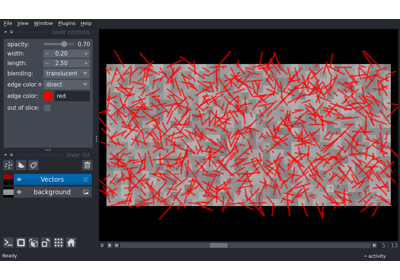 File View Window Plugins Help
layer controls
opacity: 0.70
width: 0.20
length: 2.50
blending: translucent
edge color m direct
edge color: red
out of slice:
layer list
Vectors
background
0 5 13
Ready activity